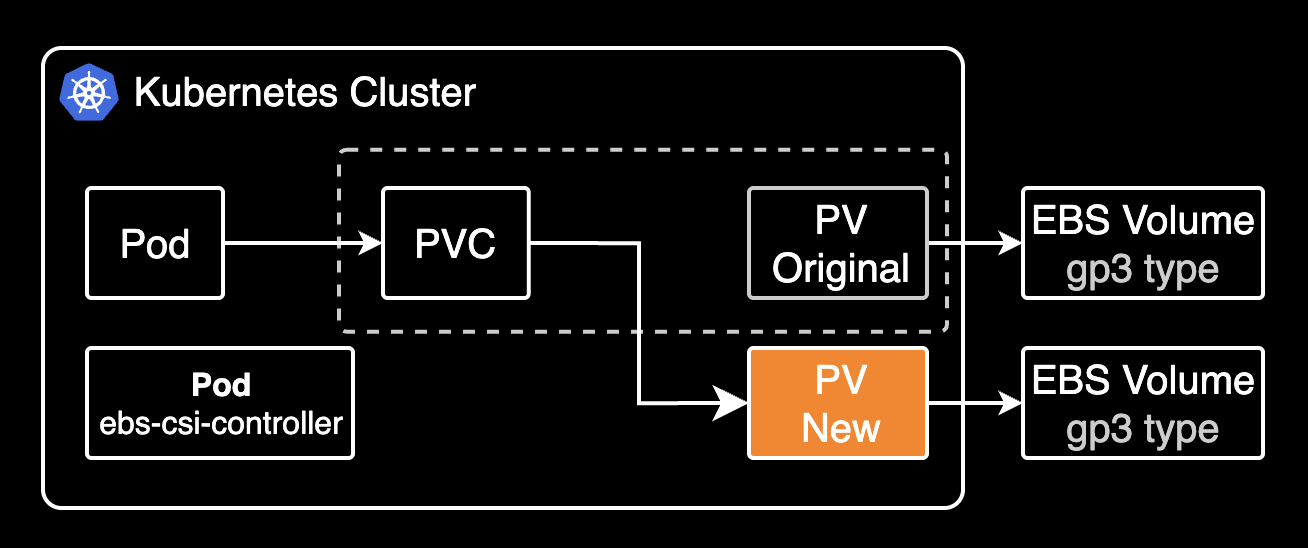 Kubernetes Cluster
Pod
PVC
PV
Original
EBS Volume
gp3 type
Pod
ebs-csi-controller
PV
New
EBS Volume
gp3 type